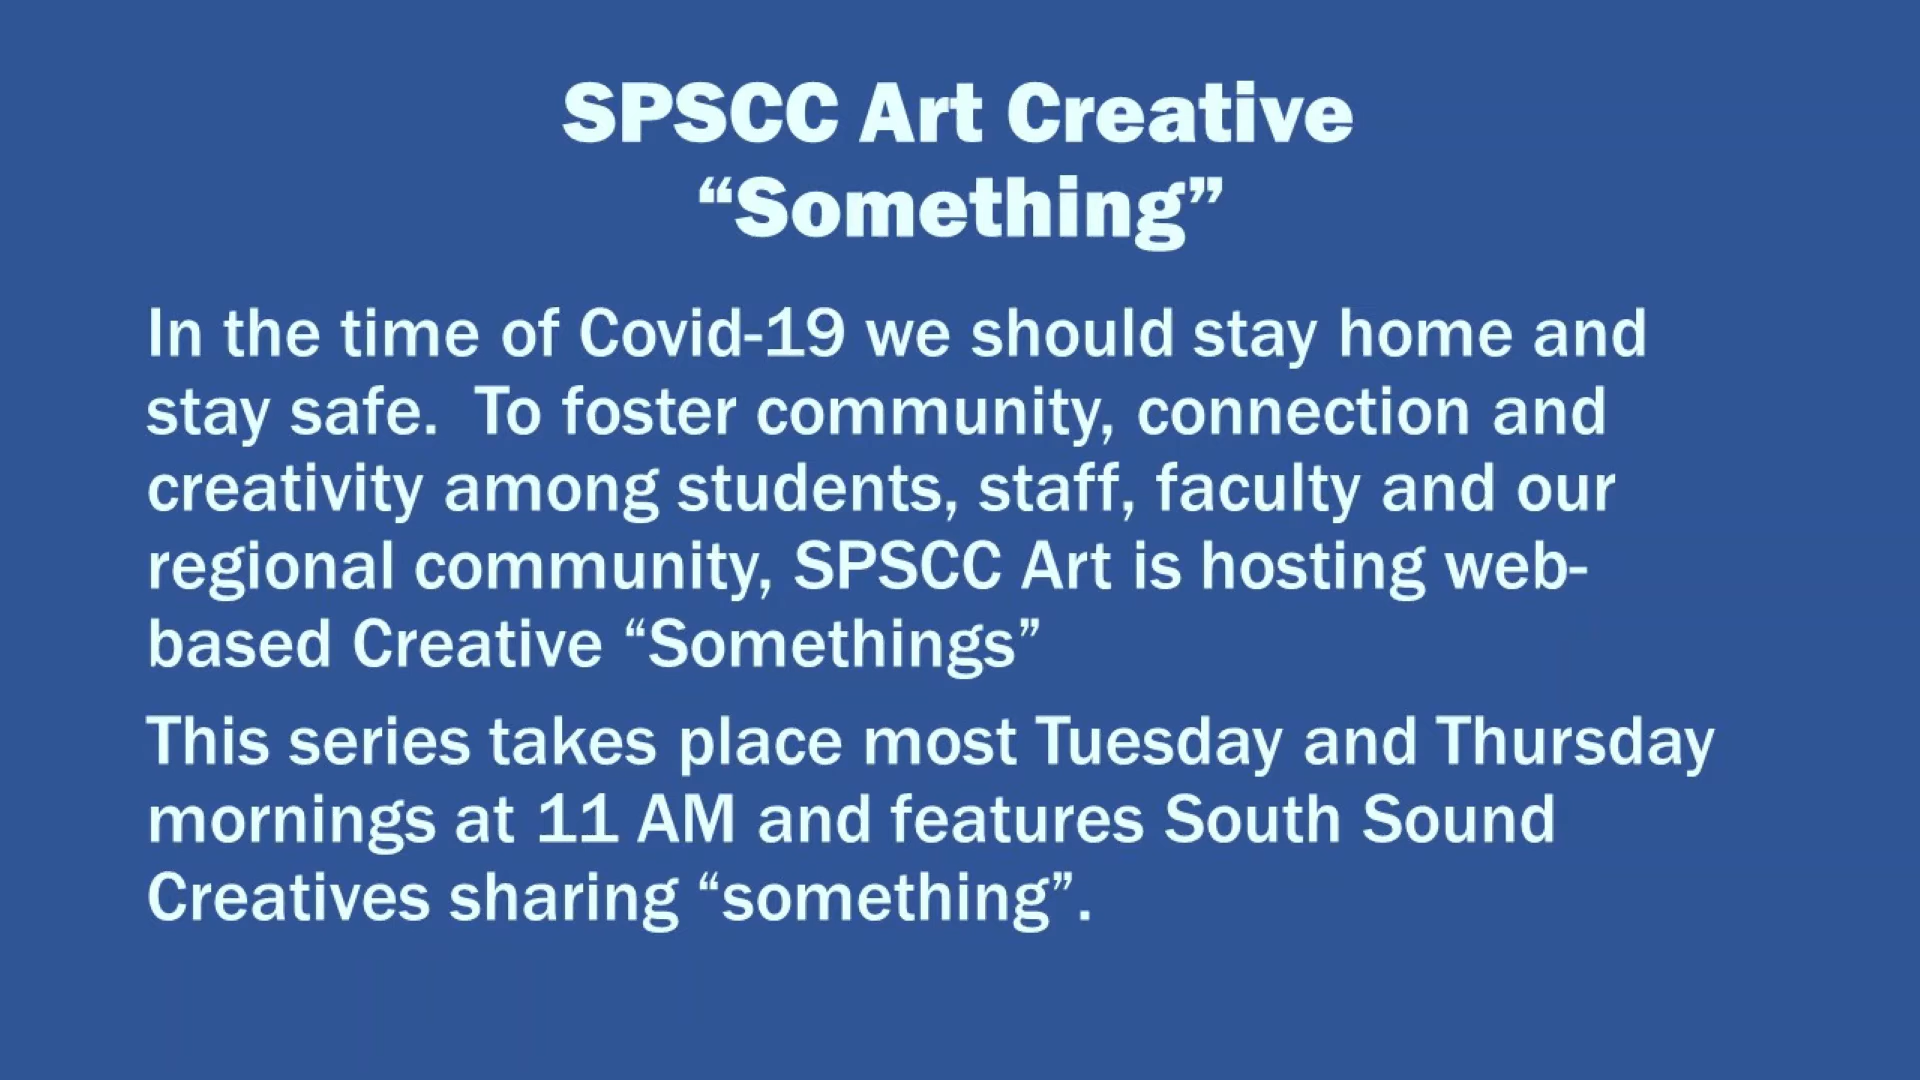 SPSCC Art Creative
“Something”
In the time of Covid-19 we should stay home and
stay safe.  To foster community, connection and
creativity among students, staff, faculty and our
regional community, SPSCC Art is hosting web-
based Creative “Somethings”
This series takes place most Tuesday and Thursday
mornings at 11 AM and features South Sound
Creatives sharing “something”.